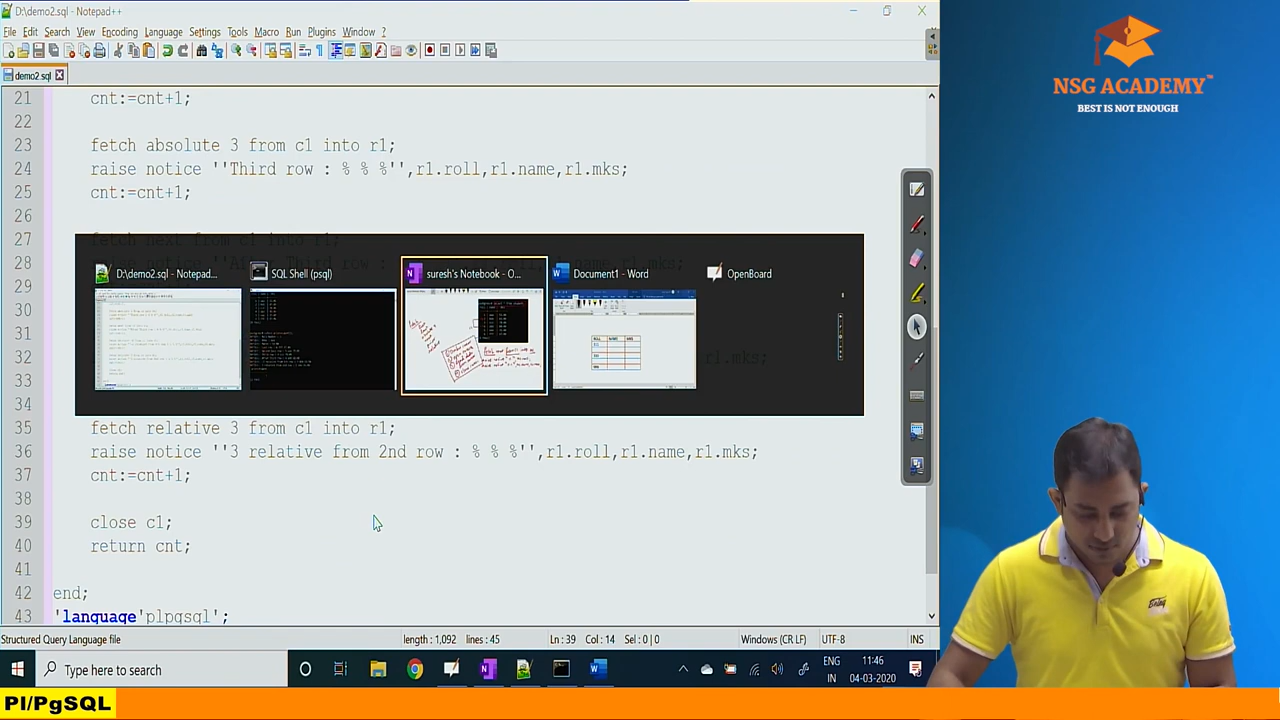 D:\demo2.sql - Notepad++
File Edit Search View Encoding Language Settings Tools Macro Run Plugins Window ?
demo2.sql
21 cnt:=cnt+1;
22
23 fetch absolute 3 from c1 into r1;
24 raise notice ''Third row : % % %'',r1.roll,r1.name,r1.mks;
25 cnt:=cnt+1;
26
27 fetch next from c1 into r1;
28
29
30
31
32 r1.mks;
33
34
35 fetch relative 3 from c1 into r1;
36 raise notice ''3 relative from 2nd row : % % %'',r1.roll,r1.name,r1.mks;
37 cnt:=cnt+1;
38
39 close c1;
40 return cnt;
41
42 end;
43 'language'plpgsql';
D:\demo2.sql - Notepad...
SQL Shell (psql)
suresh's Notebook - O...
Document1 - Word
OpenBoard
Structured Query Language file length : 1,092 lines : 45 Ln : 39 Col : 14 Sel : 0 | 0 Windows (CR LF) UTF-8 INS
Type here to search
ENG
IN
11:46
04-03-2020
Pl/PgSQL
NSG ACADEMY™
BEST IS NOT ENOUGH